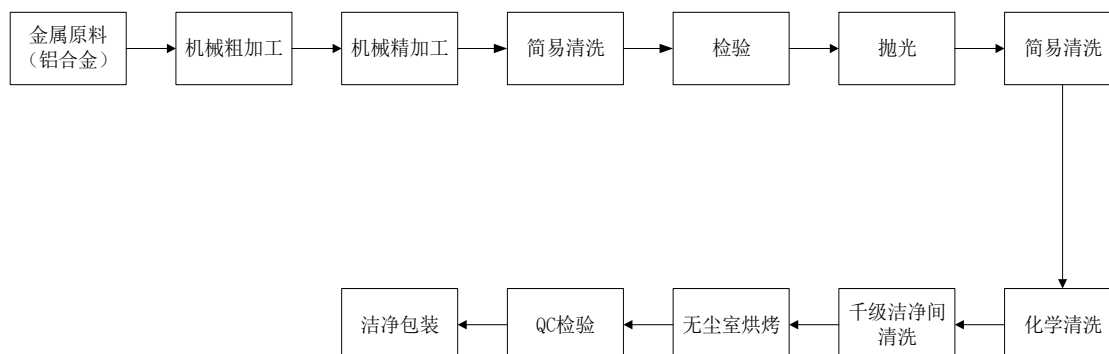 金属原料
（铝合金）
机械粗加工
机械精加工
简易清洗
检验
抛光
简易清洗
化学清洗
千级洁净间
清洗
无尘室烘烤
QC检验
洁净包装